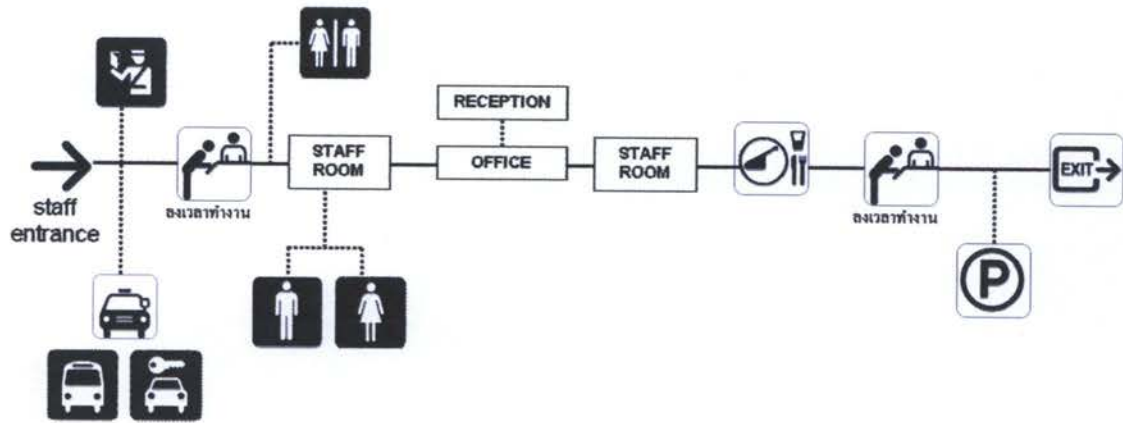 RECEPTION
STAFF
ROOM
OFFICE
STAFF
ROOM
EXIT
staff
entrance
ลงเวลาทำงาน
ลงเวลาทำงาน
P